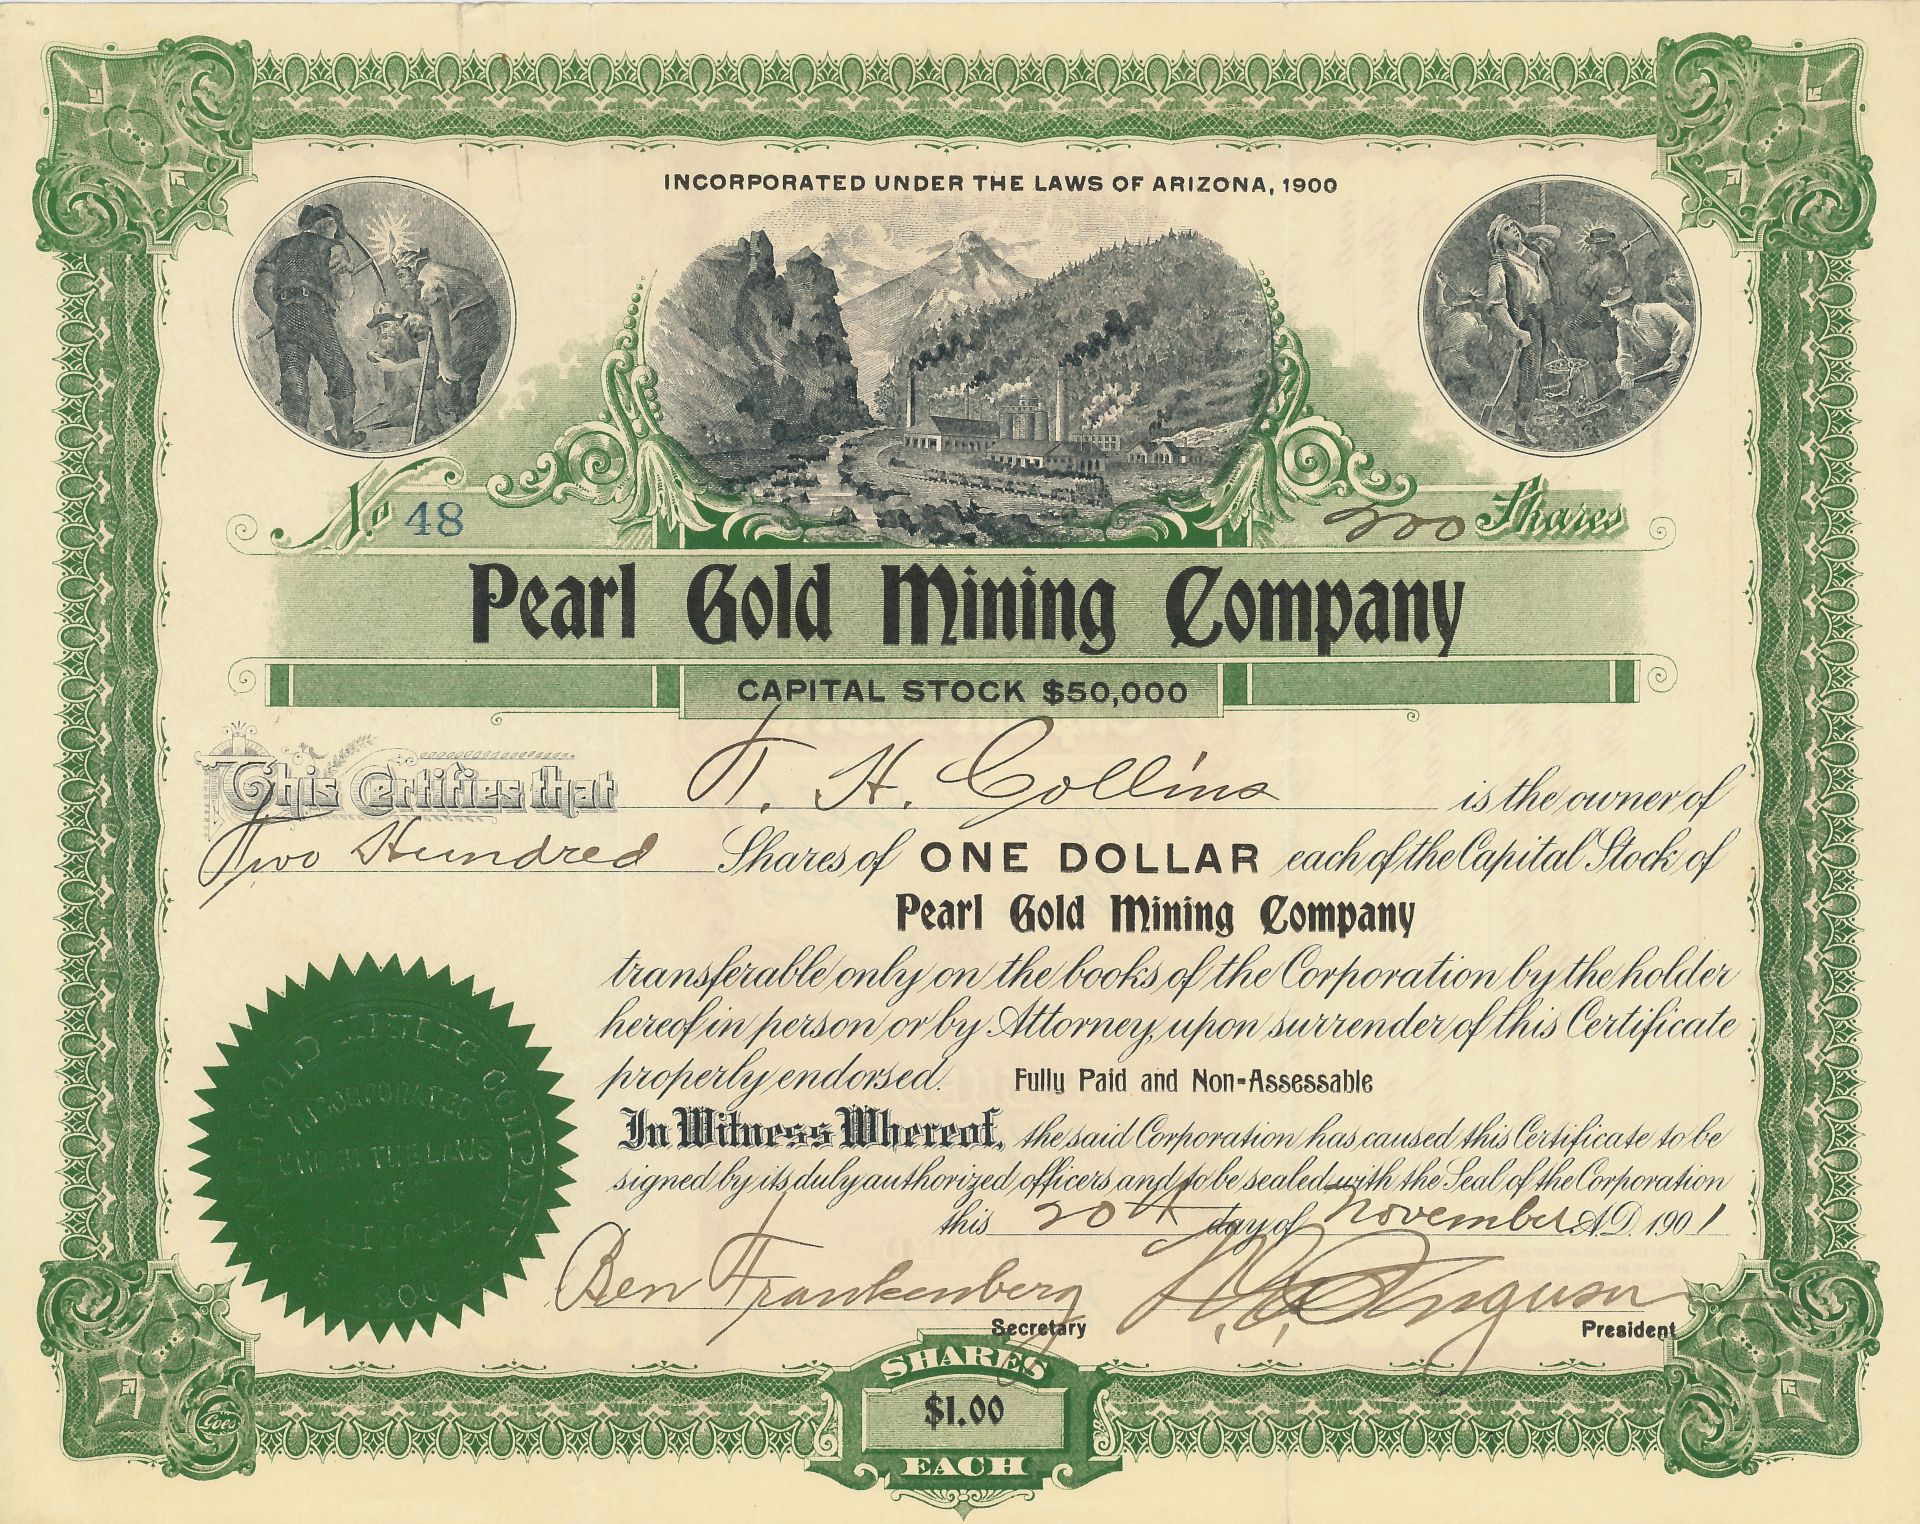 INCORPORATED UNDER THE LAWS OF ARIZONA, 1900
No 48
200 Shares
Pearl Gold Mining Company
CAPITAL STOCK $50,000
This Certifies that T. H. Collins is the owner of
Two Hundred Shares of ONE DOLLAR each of the Capital Stock of
Pearl Gold Mining Company
transferable only on the books of the Corporation by the holder
hereof in person or by Attorney, upon surrender of this Certificate
properly endorsed. Fully Paid and Non-Assessable
In Witness Whereof, the said Corporation has caused this Certificate to be
signed by its duly authorized officers and to be sealed with the Seal of the Corporation
this 20th day of November A.D. 1901
GOLD MINING COMPANY
INCORPORATED
UNDER THE LAWS
OF
1900
Ben Frankenberg
Secretary
Ferguson
President
SHARES
$1.00
EACH
Goes